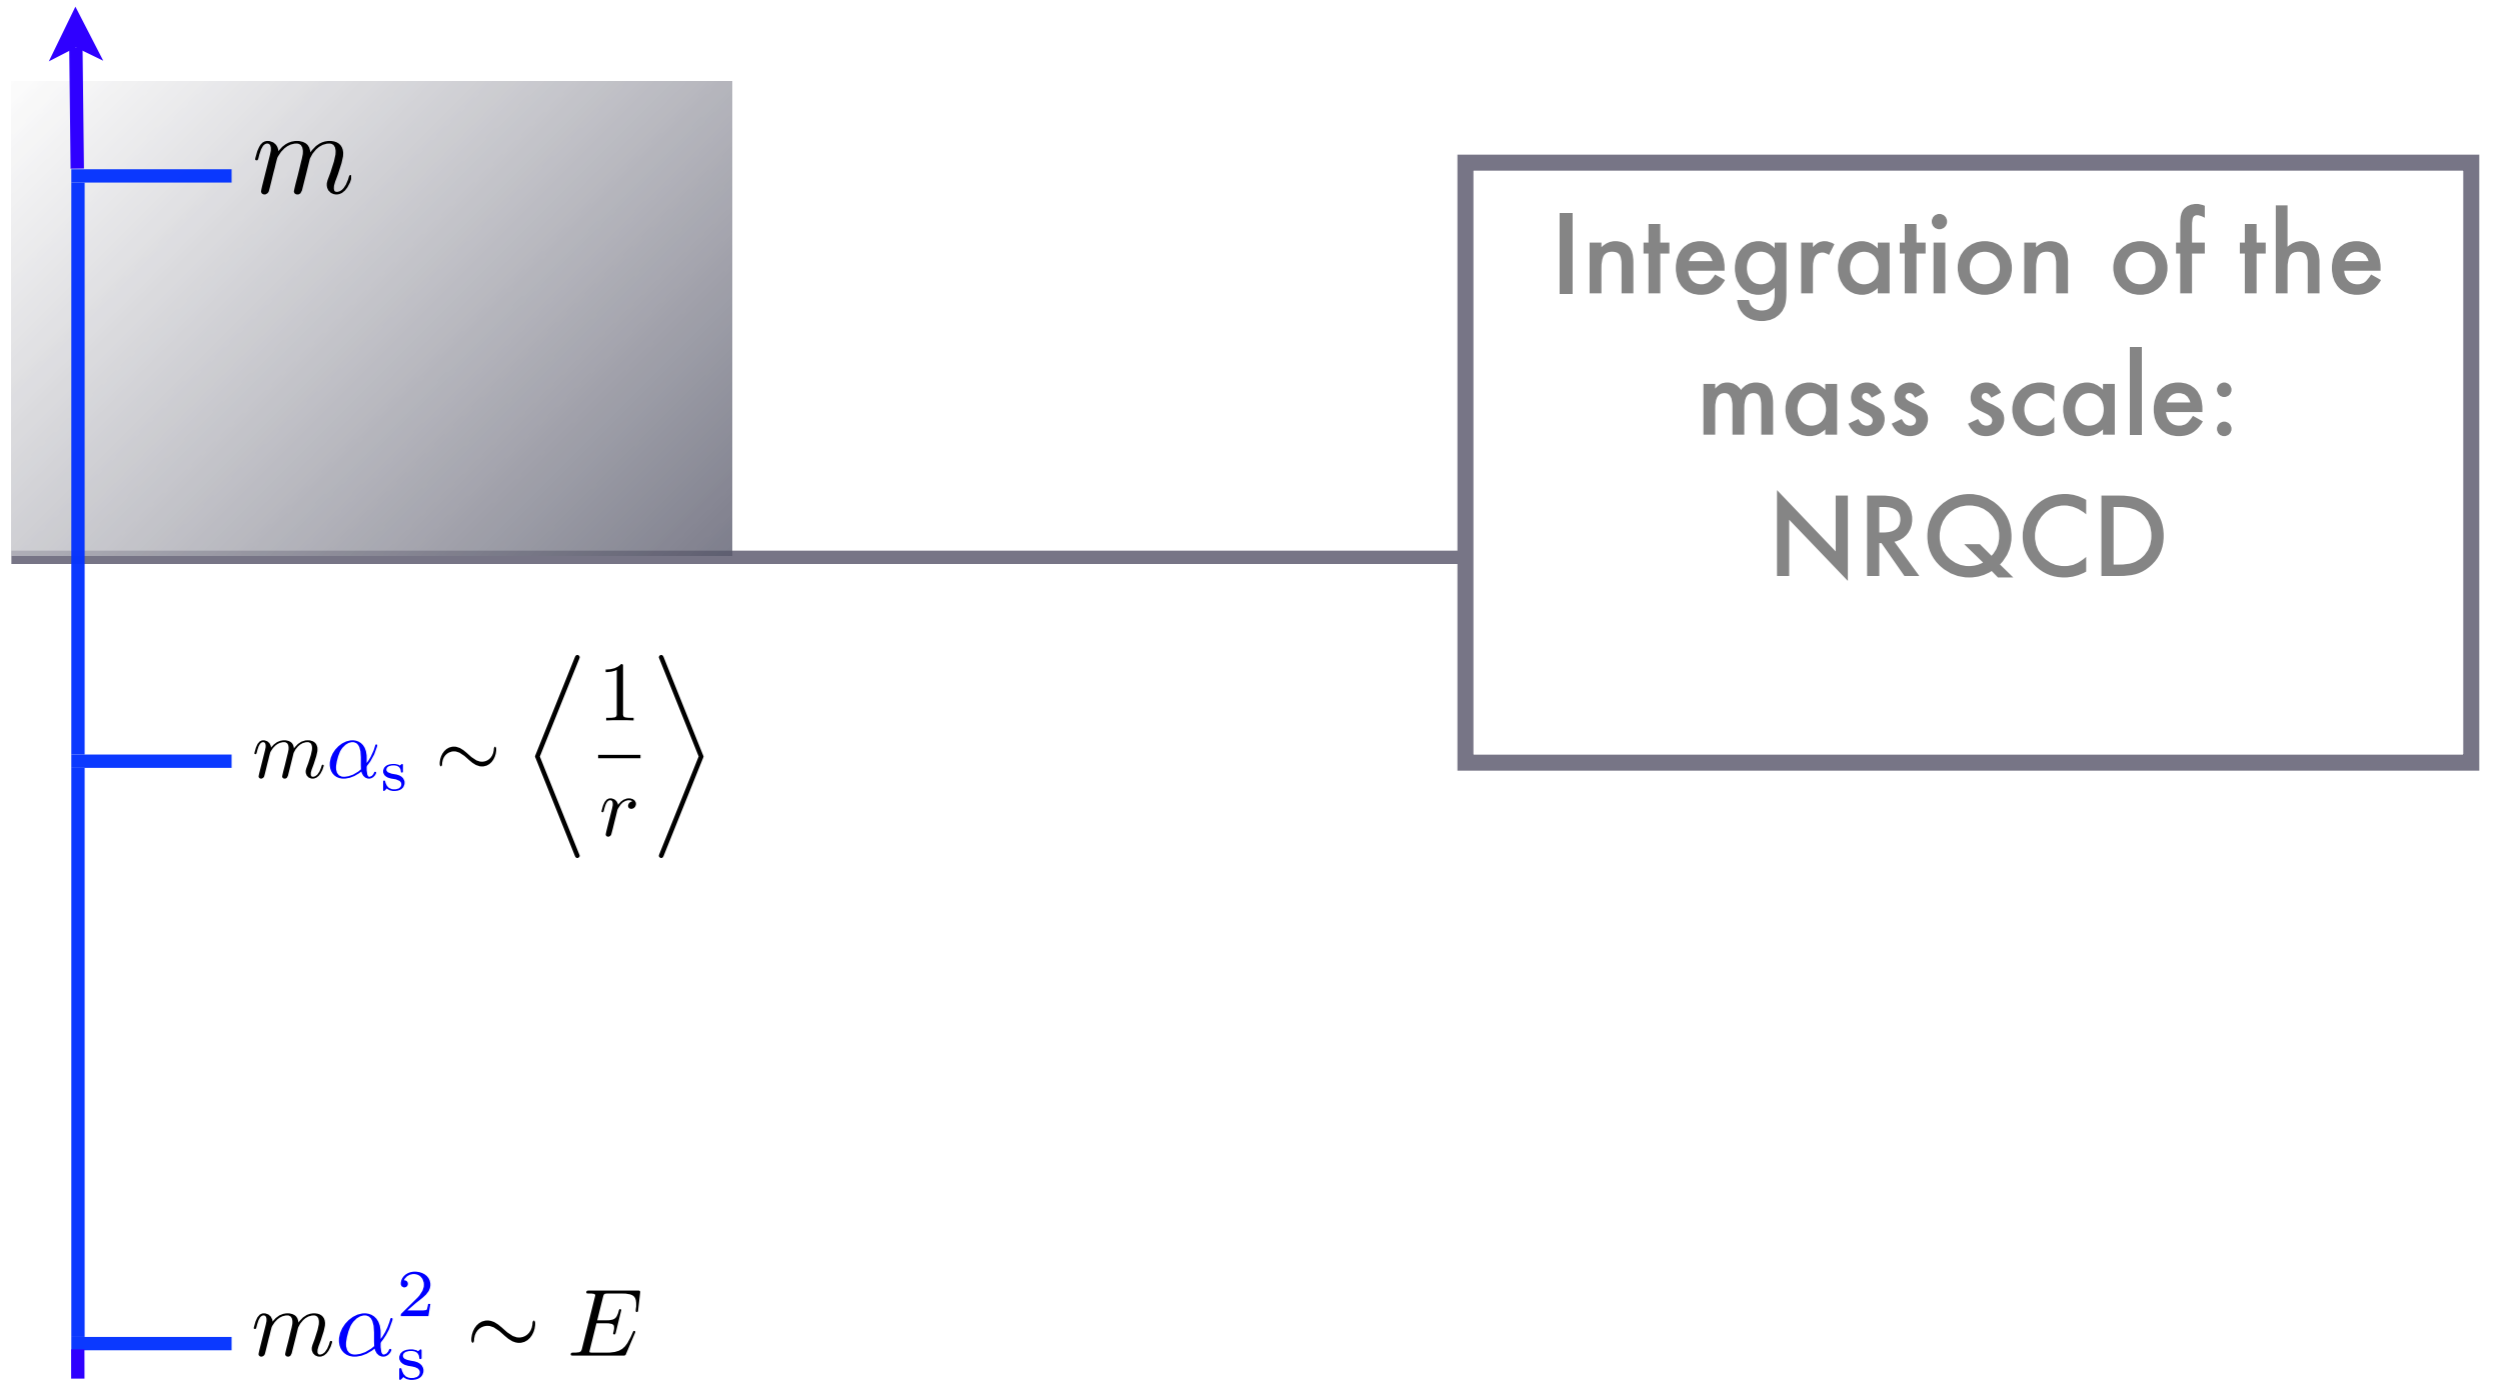 m
Integration of the
mass scale:
NRQCD
mαₛ ∼ ⟨1/r⟩
mαₛ² ∼ E